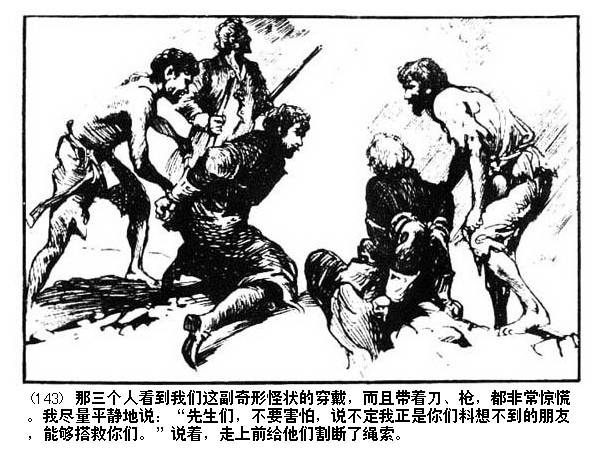 (143) 那三个人看到我们这副奇形怪状的穿戴，而且带着刀、枪，都非常惊慌
。我尽量平静地说：“先生们，不要害怕，说不定我正是你们料想不到的朋友
，能够搭救你们。”说着，走上前给他们割断了绳索。